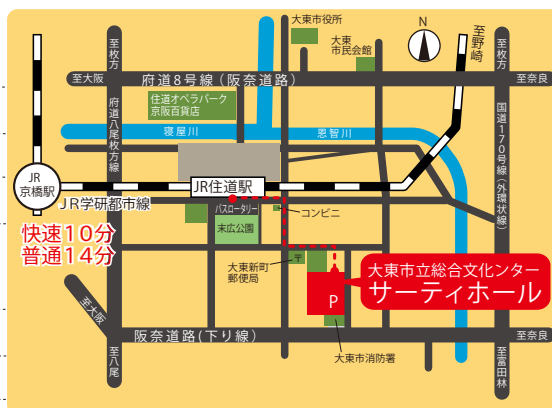 大東市役所
大東
市民会館
N
至野崎
至枚方
至枚方
至大阪
府道8号線(阪奈道路)
至奈良
住道オペラパーク
京阪百貨店
府道八尾枚方線
寝屋川
恩智川
国道170号線(外環状線)
JR
京橋駅
JR住道駅
JR学研都市線
バスロータリー
コンビニ
快速10分
普通14分
末広公園
大東新町
郵便局
〒
大東市立総合文化ンター
サーティホール
P
至大阪
阪奈道路(下り線)
至奈良
大東市消防署
至八尾
至富田林